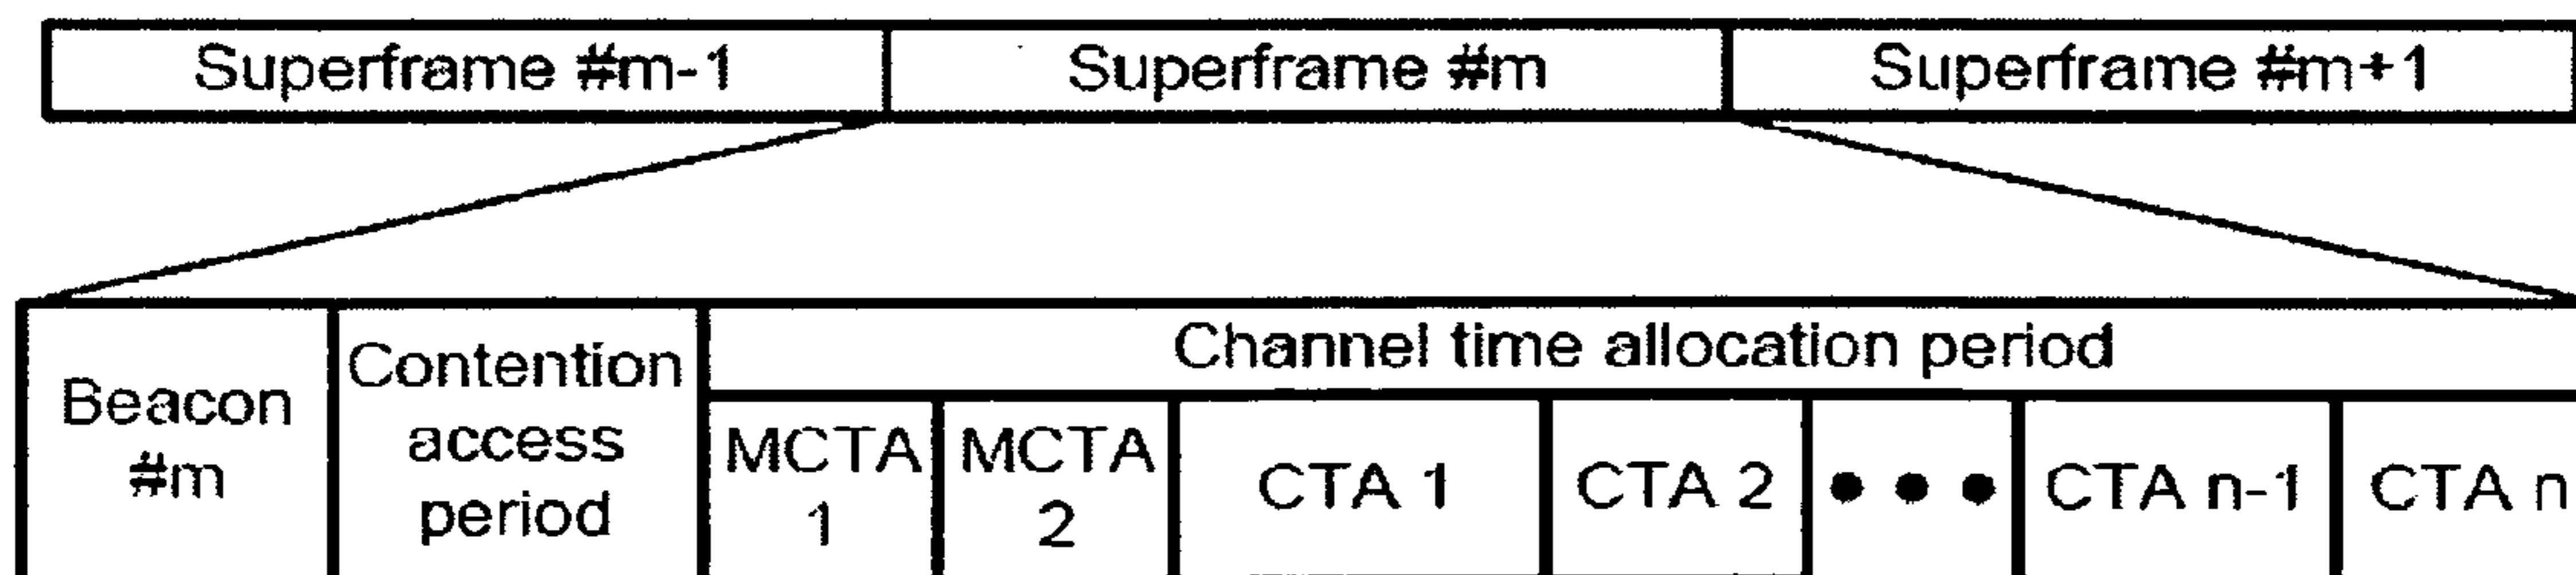 Superframe #m-1 Superframe #m Superframe #m+1
Channel time allocation period
Beacon
#m
Contention
access
period
MCTA
1
MCTA
2
CTA 1
CTA 2
● ● ●
CTA n-1
CTA n